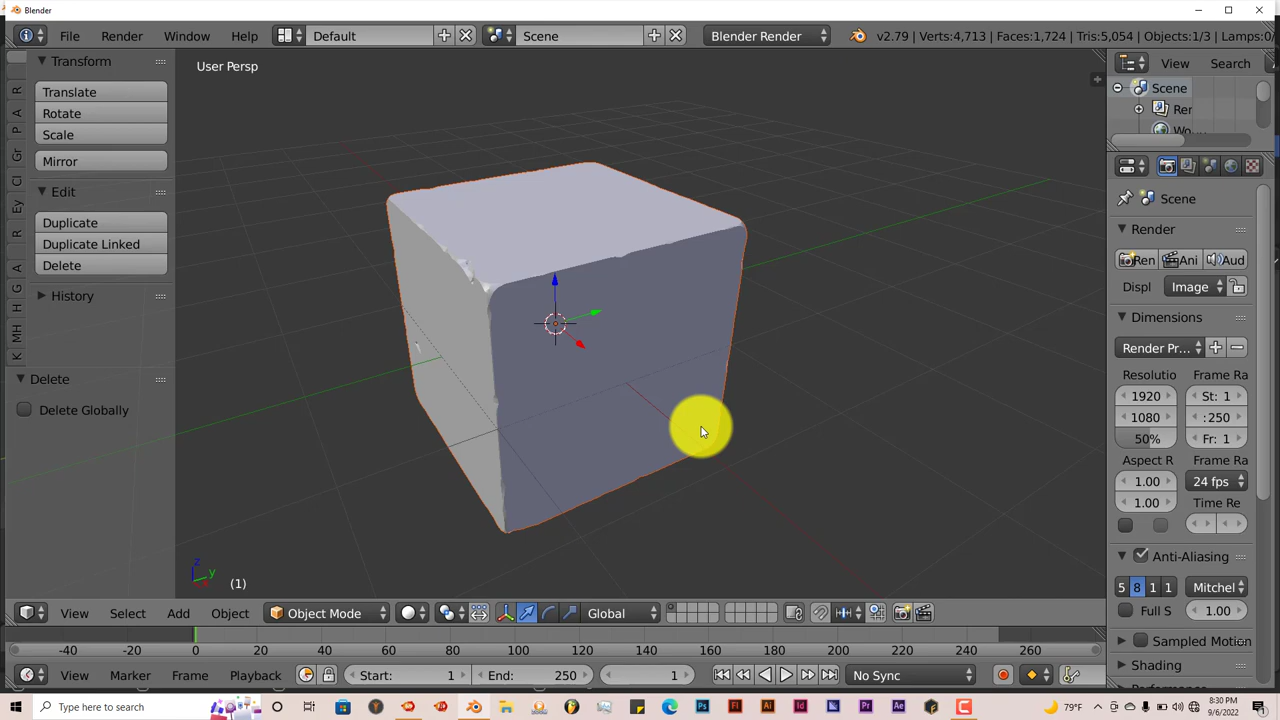 Blender
File Render Window Help Default Scene Blender Render v2.79 | Verts:4,713 | Faces:1,724 | Tris:5,054 | Objects:1/3 | Lamps:0/
Transform
Translate
Rotate
Scale
Mirror
Edit
Duplicate
Duplicate Linked
Delete
History
Delete
Delete Globally
R
A
P
Gr
Cl
Ey
R
A
G
H
MH
K
User Persp
z
y
(1)
View Search
Scene
Rer
Wo
Scene
Render
Ren Ani Aud
Displ Image
Dimensions
Render Pr...
Resolutio Frame Ra
1920 St: 1
1080 : 250
50% Fr: 1
Aspect R Frame Ra
1.00 24 fps
1.00 Time Re
Anti-Aliasing
5 8 1 1 Mitchel
Full S 1.00
Sampled Motion
Shading
View Select Add Object Object Mode Global
-40 -20 0 20 40 60 80 100 120 140 160 180 200 220 240 260
View Marker Frame Playback Start: 1 End: 250 1 No Sync
Type here to search
79°F
8:30 PM
9/6/2022